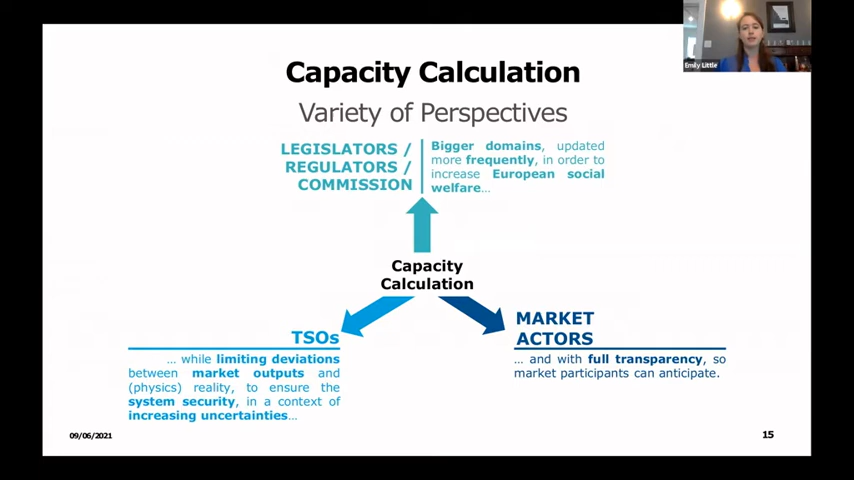 Emily Little
Capacity Calculation
Variety of Perspectives
LEGISLATORS /
REGULATORS /
COMMISSION
Bigger domains, updated
more frequently, in order to
increase European social
welfare…
Capacity
Calculation
TSOs
… while limiting deviations
between market outputs and
(physics) reality, to ensure the
system security, in a context of
increasing uncertainties…
MARKET
ACTORS
… and with full transparency, so
market participants can anticipate.
09/06/2021
15